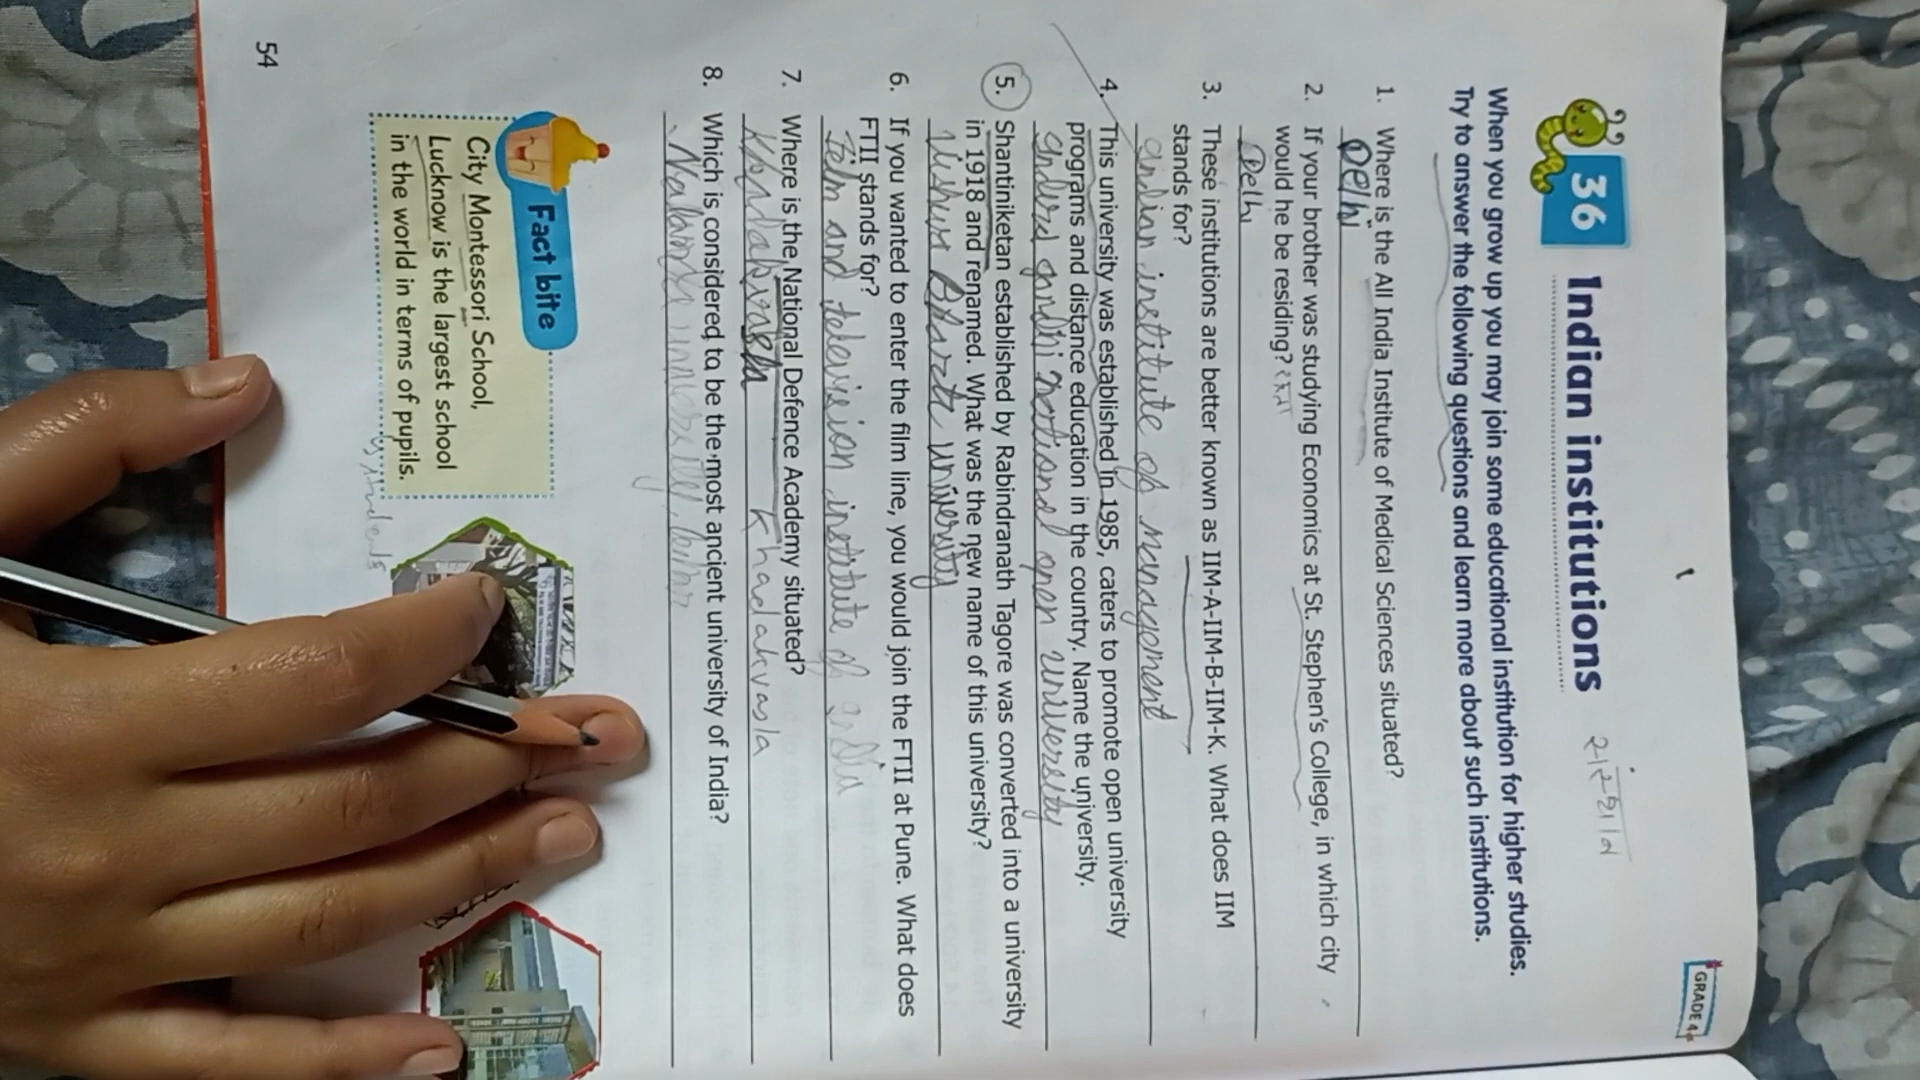 GRADE 4
36 Indian institutions સંસ્થાન
When you grow up you may join some educational institution for higher studies.
Try to answer the following questions and learn more about such institutions.
1. Where is the All India Institute of Medical Sciences situated?
Delhi
2. If your brother was studying Economics at St. Stephen's College, in which city
would he be residing?
Delhi
3. These institutions are better known as IIM-A-IIM-B-IIM-K. What does IIM
stands for?
indian institute of menagement
4. This university was established in 1985, caters to promote open university
programs and distance education in the country. Name the university.
open university
5. Shantiniketan established by Rabindranath Tagore was converted into a university
in 1918 and renamed. What was the new name of this university?
university
6. If you wanted to enter the film line, you would join the FTII at Pune. What does
FTII stands for?
Film and television institute of india
7. Where is the National Defence Academy situated?
Khadakvasla
8. Which is considered to be the most ancient university of India?
Fact bite
City Montessori School,
Lucknow is the largest school
in the world in terms of pupils.
54